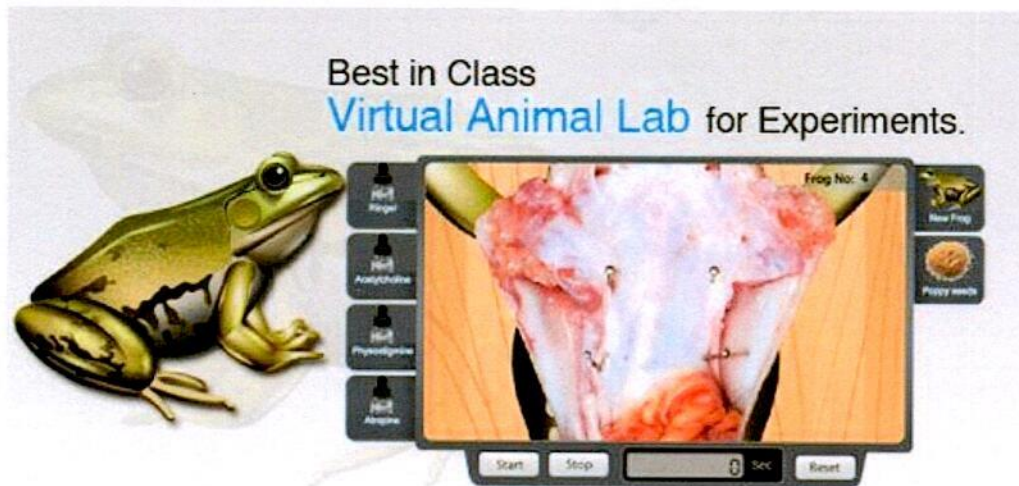 Best in Class
Virtual Animal Lab for Experiments.
Frog No: 4
Ringer
New Frog
Acetylcholine
Poppy seeds
Physostigmine
Atropine
Start
Stop
0
Sec
Reset